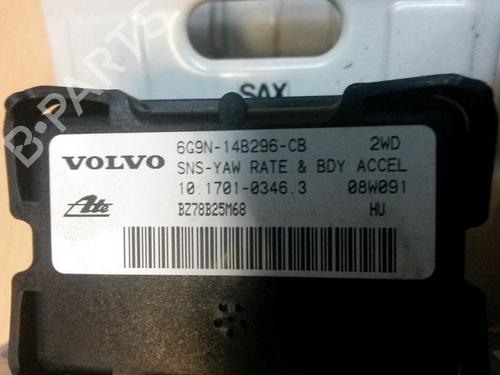 SAX
6G9N-14B296-CB 2WD
VOLVO SNS-YAW RATE & BDY ACCEL
10.1701-0346.3 08W091
Ate BZ78B25M68 HU
B-PARTS